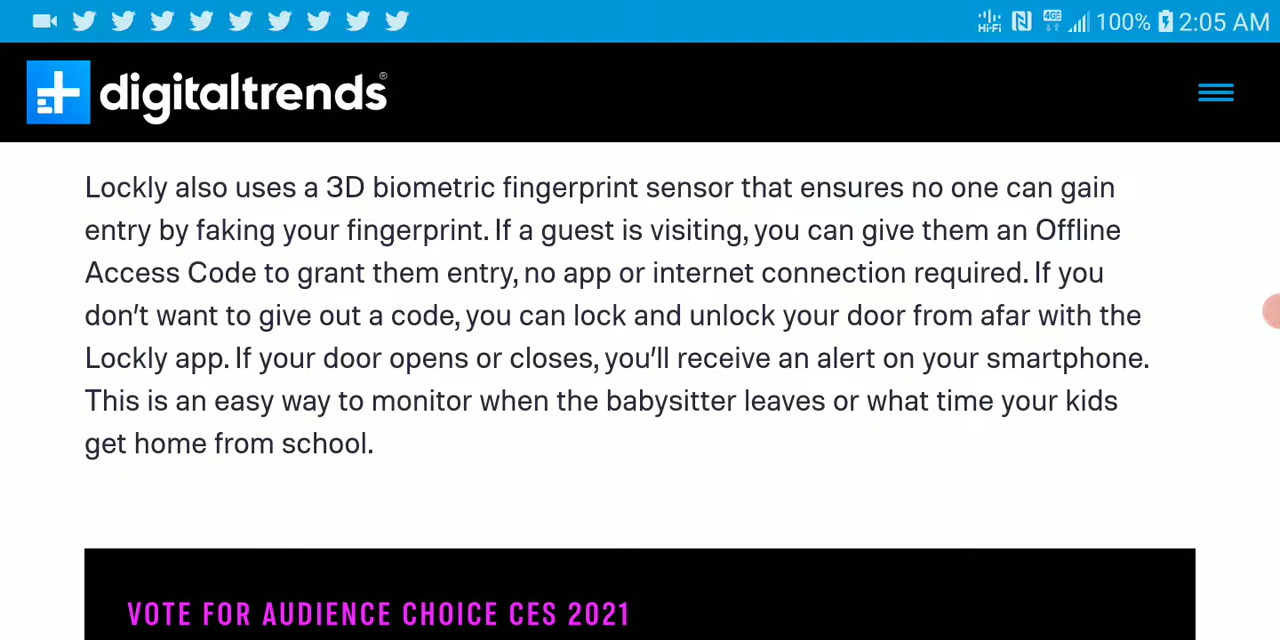 Hi-Fi 4GE 100% 2:05 AM
digitaltrends®
Lockly also uses a 3D biometric fingerprint sensor that ensures no one can gain
entry by faking your fingerprint. If a guest is visiting, you can give them an Offline
Access Code to grant them entry, no app or internet connection required. If you
don’t want to give out a code, you can lock and unlock your door from afar with the
Lockly app. If your door opens or closes, you’ll receive an alert on your smartphone.
This is an easy way to monitor when the babysitter leaves or what time your kids
get home from school.
VOTE FOR AUDIENCE CHOICE CES 2021